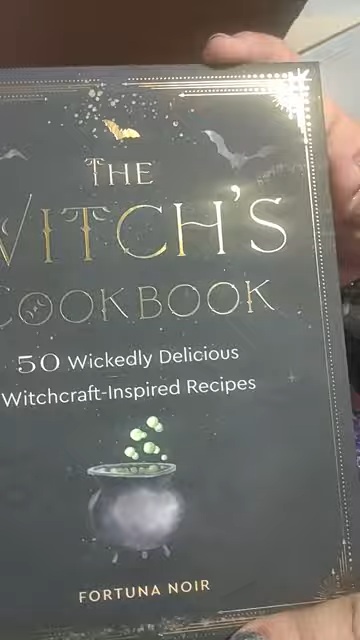 THE
WITCH'S
COOKBOOK
50 Wickedly Delicious
Witchcraft-Inspired Recipes
FORTUNA NOIR